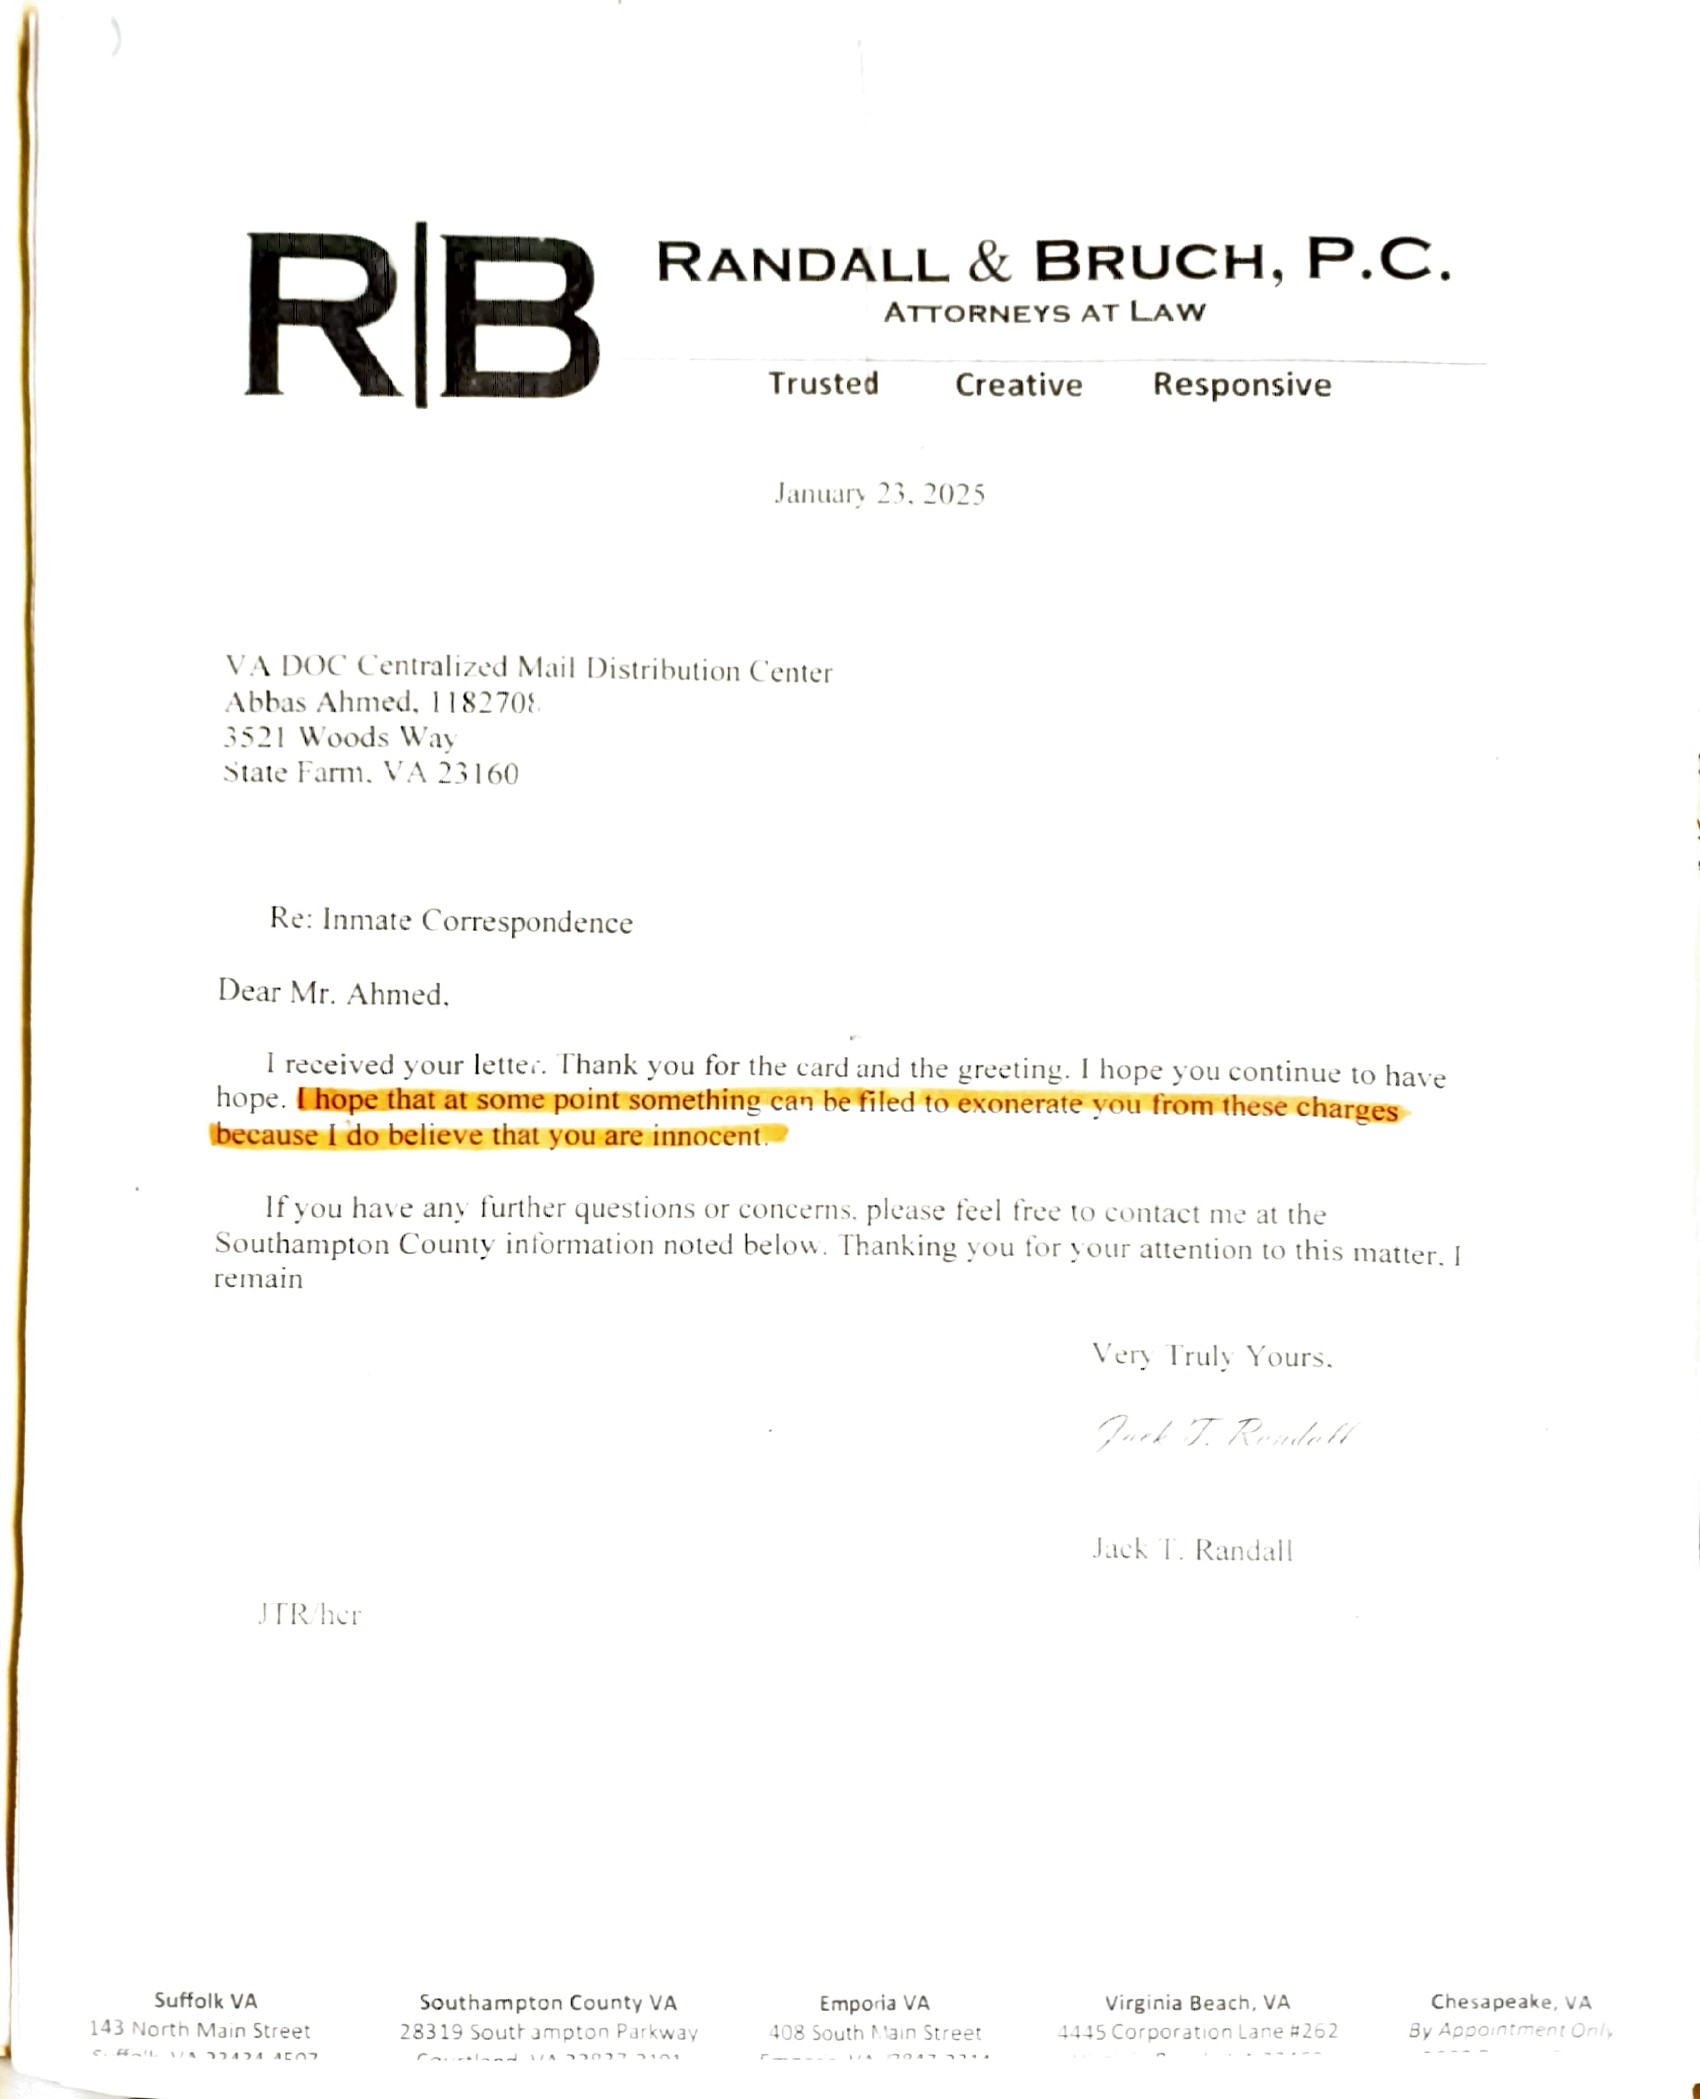 R|B
RANDALL & BRUCH, P.C.
ATTORNEYS AT LAW
Trusted Creative Responsive
January 23, 2025
VA DOC Centralized Mail Distribution Center
Abbas Ahmed, 1182708
3521 Woods Way
State Farm, VA 23160
Re: Inmate Correspondence
Dear Mr. Ahmed,
I received your letter. Thank you for the card and the greeting. I hope you continue to have
hope. I hope that at some point something can be filed to exonerate you from these charges
because I do believe that you are innocent.
If you have any further questions or concerns, please feel free to contact me at the
Southampton County information noted below. Thanking you for your attention to this matter, I
remain
Very Truly Yours,
Jack T. Randall
Jack T. Randall
JTR/hcr
Suffolk VA Southampton County VA Emporia VA Virginia Beach, VA Chesapeake, VA
143 North Main Street 28319 Southampton Parkway 408 South Main Street 4445 Corporation Lane #262 By Appointment Only